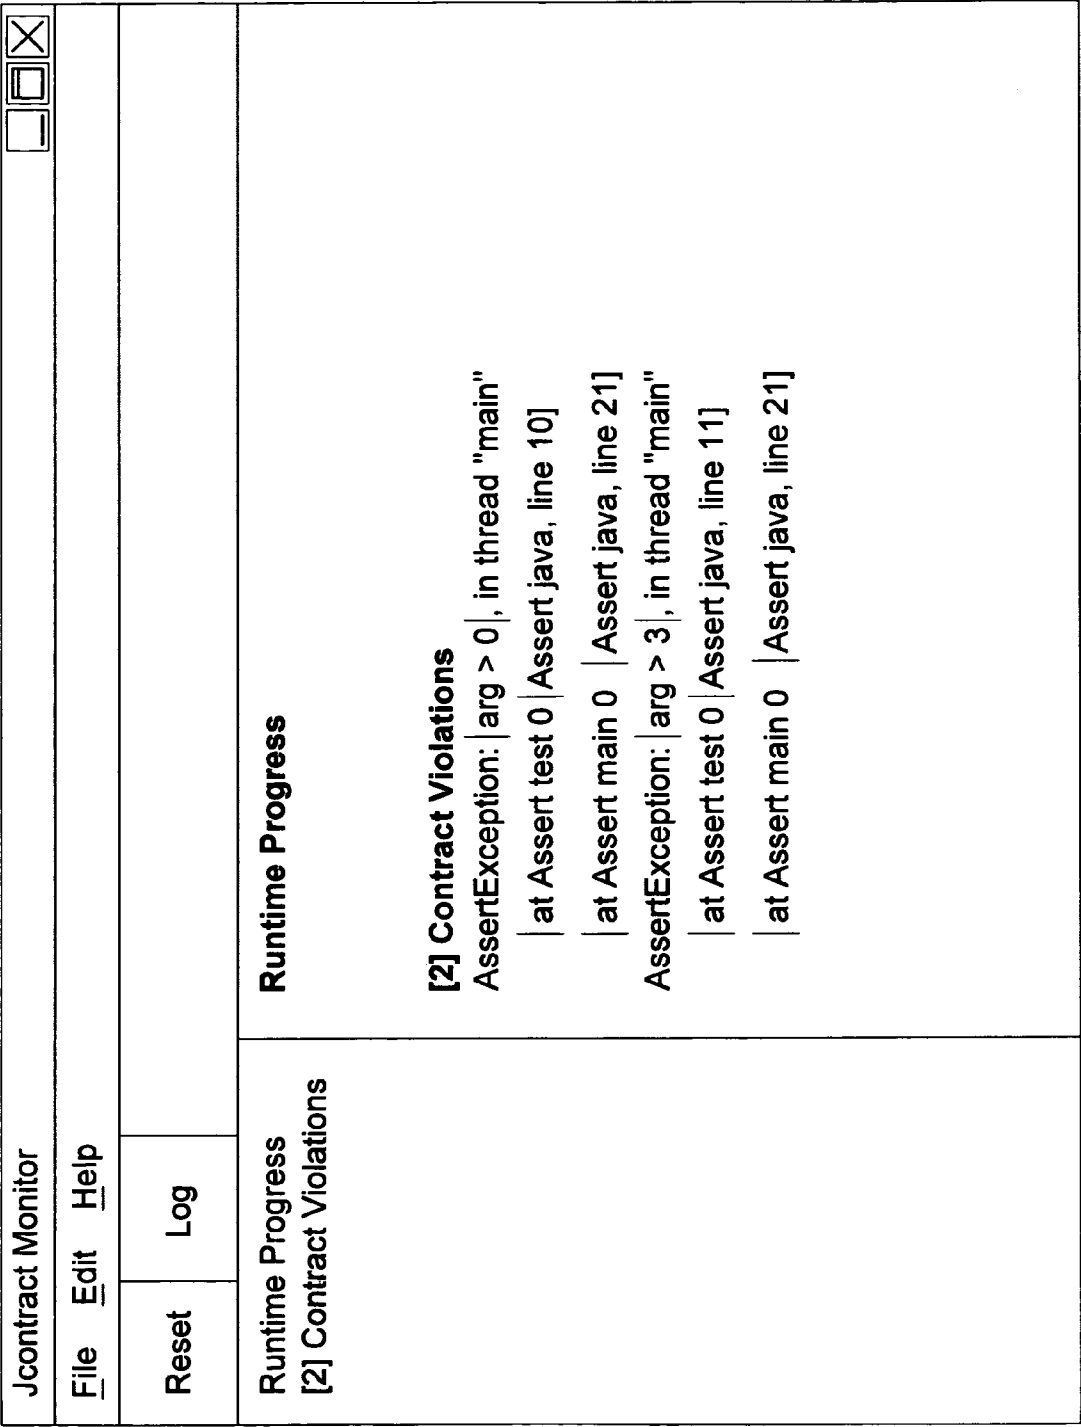 Jcontract Monitor
File Edit Help
Reset Log
Runtime Progress
[2] Contract Violations
Runtime Progress
[2] Contract Violations
AssertException: |arg > 0|, in thread "main"
|at Assert test 0|Assert java, line 10]
|at Assert main 0 |Assert java, line 21]
AssertException: |arg > 3|, in thread "main"
|at Assert test 0|Assert java, line 11]
|at Assert main 0 |Assert java, line 21]